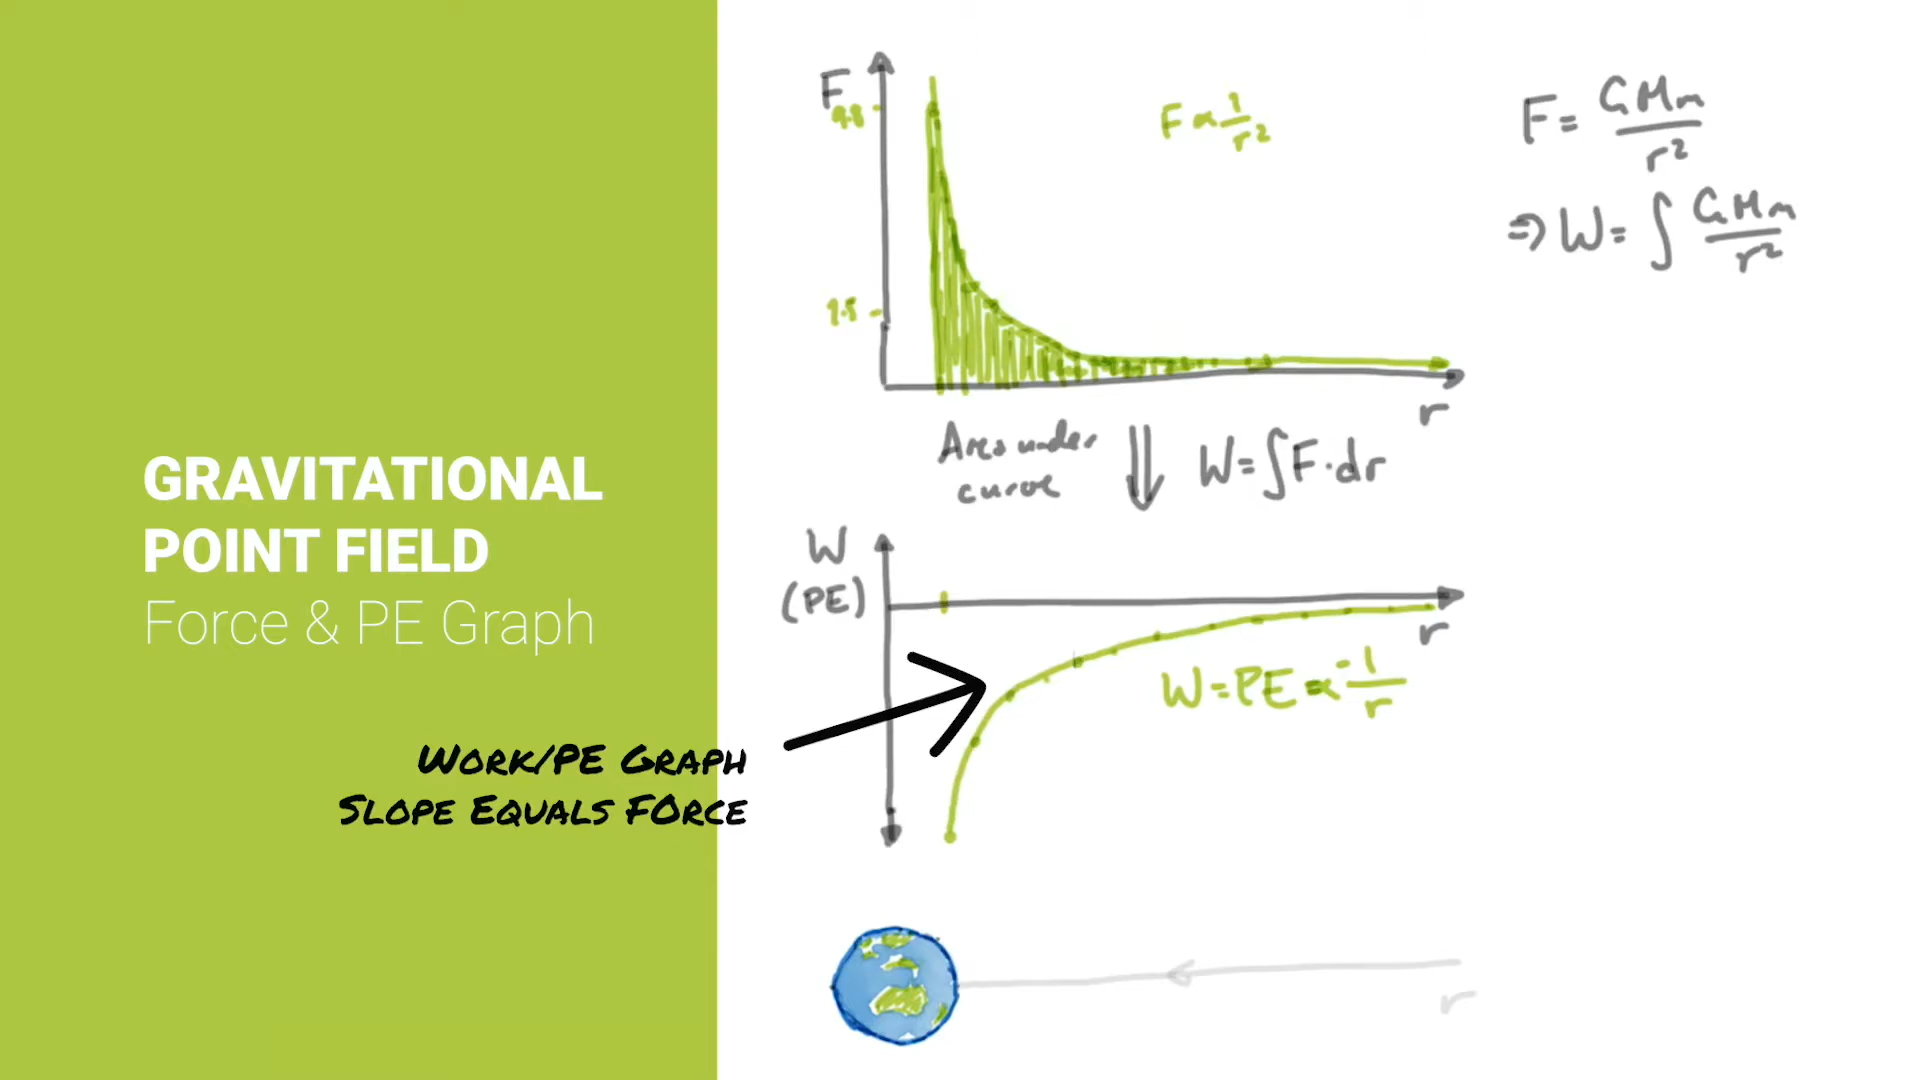 GRAVITATIONAL
POINT FIELD
Force & PE Graph
WORK/PE GRAPH
SLOPE EQUALS FORCE
F
9.8
F ∝ 1/r²
F = GMm/r²
⇒ W = ∫ GMm/r²
1.5
r
Area under
curve
W = ∫F·dr
W
(PE)
r
W = PE ∝ -1/r
r